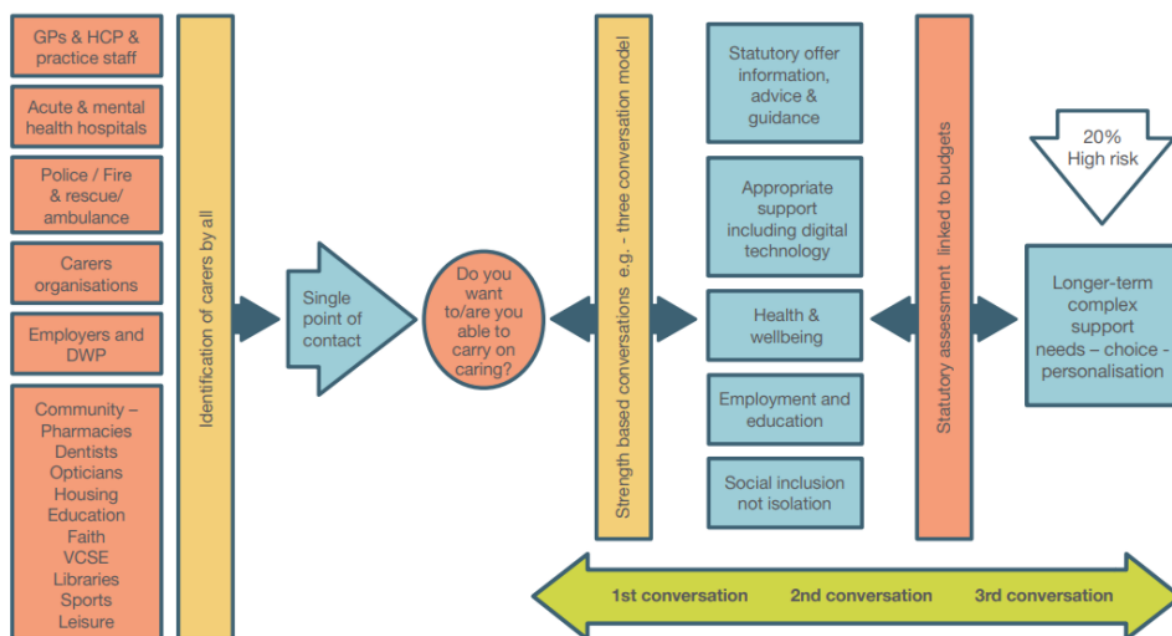 GPs & HCP &
practice staff
Acute & mental
health hospitals
Police / Fire
& rescue/
ambulance
Carers
organisations
Employers and
DWP
Community –
Pharmacies
Dentists
Opticians
Housing
Education
Faith
VCSE
Libraries
Sports
Leisure
Identification of carers by all
Single
point of
contact
Do you
want
to/are you
able to
carry on
caring?
Strength based conversations e.g. - three conversation model
Statutory offer
information,
advice &
guidance
Appropriate
support
including digital
technology
Health &
wellbeing
Employment and
education
Social inclusion
not isolation
Statutory assessment linked to budgets
20%
High risk
Longer-term
complex
support
needs – choice -
personalisation
1st conversation 2nd conversation 3rd conversation